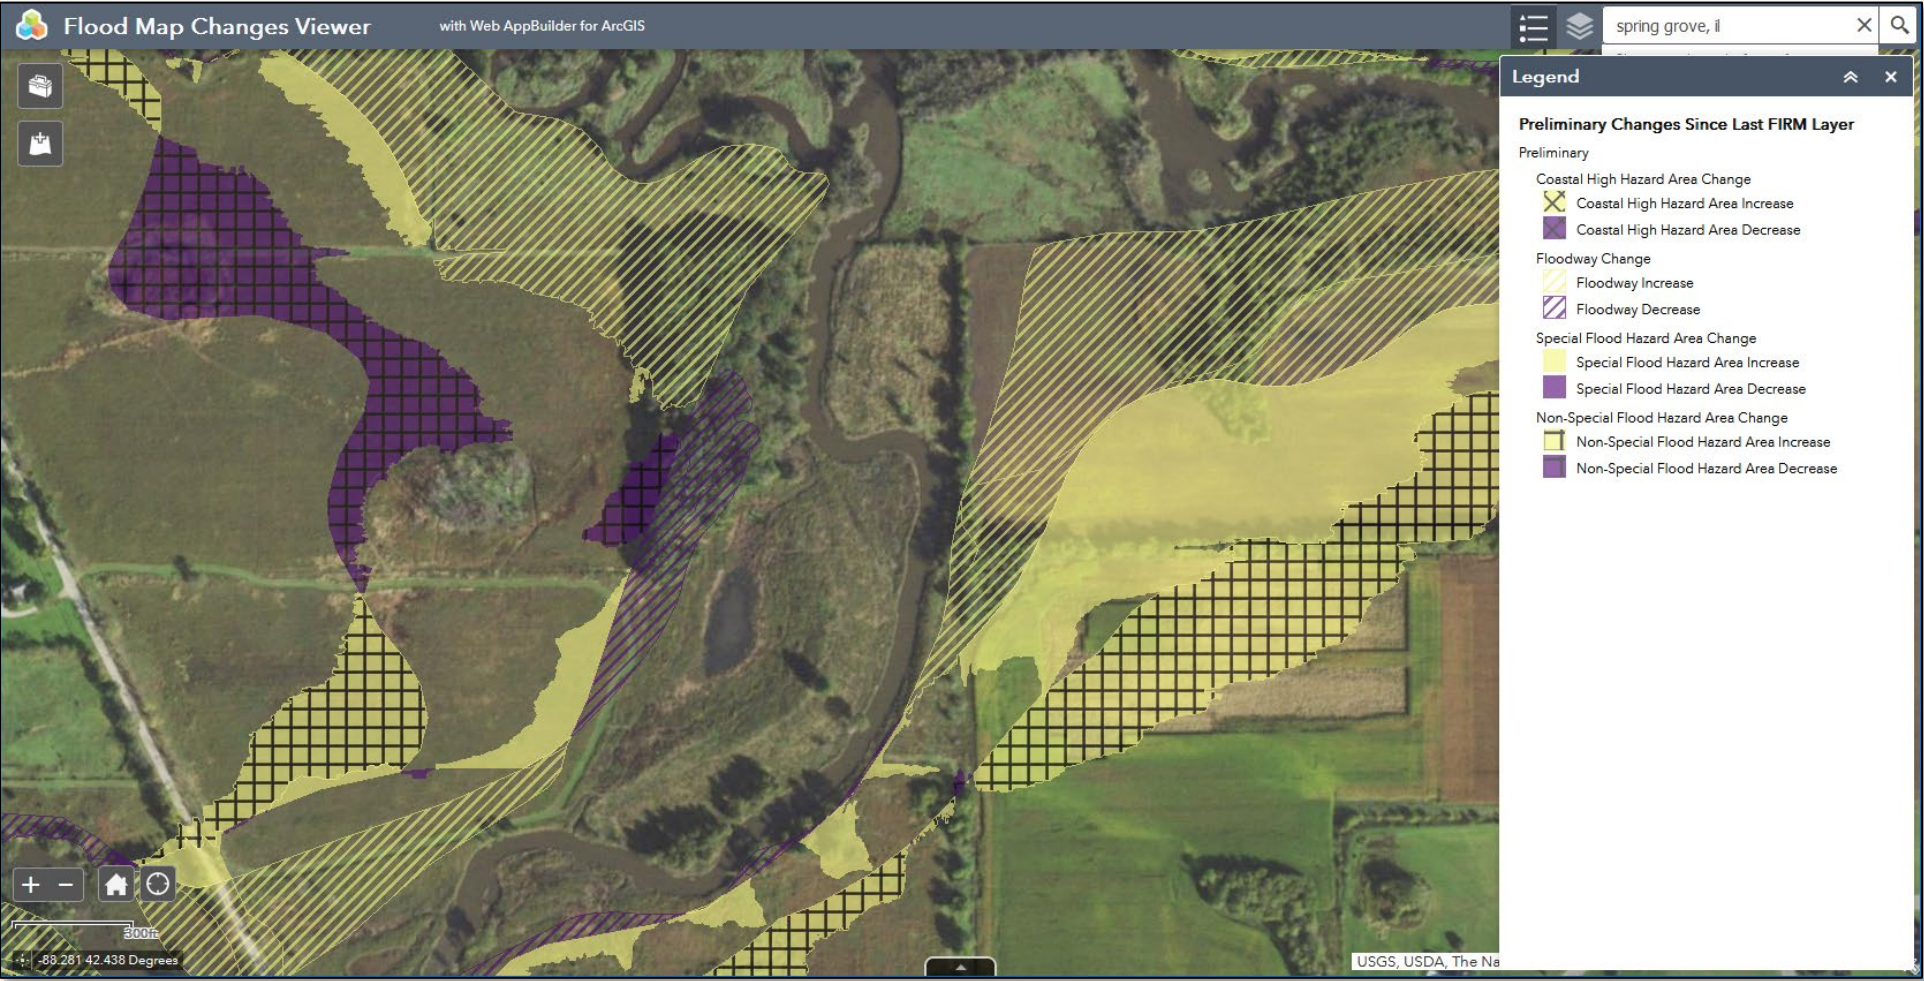 Flood Map Changes Viewer
with Web AppBuilder for ArcGIS
spring grove, il
Legend
Preliminary Changes Since Last FIRM Layer
Preliminary
Coastal High Hazard Area Change
Coastal High Hazard Area Increase
Coastal High Hazard Area Decrease
Floodway Change
Floodway Increase
Floodway Decrease
Special Flood Hazard Area Change
Special Flood Hazard Area Increase
Special Flood Hazard Area Decrease
Non-Special Flood Hazard Area Change
Non-Special Flood Hazard Area Increase
Non-Special Flood Hazard Area Decrease
300ft
-88.281 42.438 Degrees
USGS, USDA, The Na